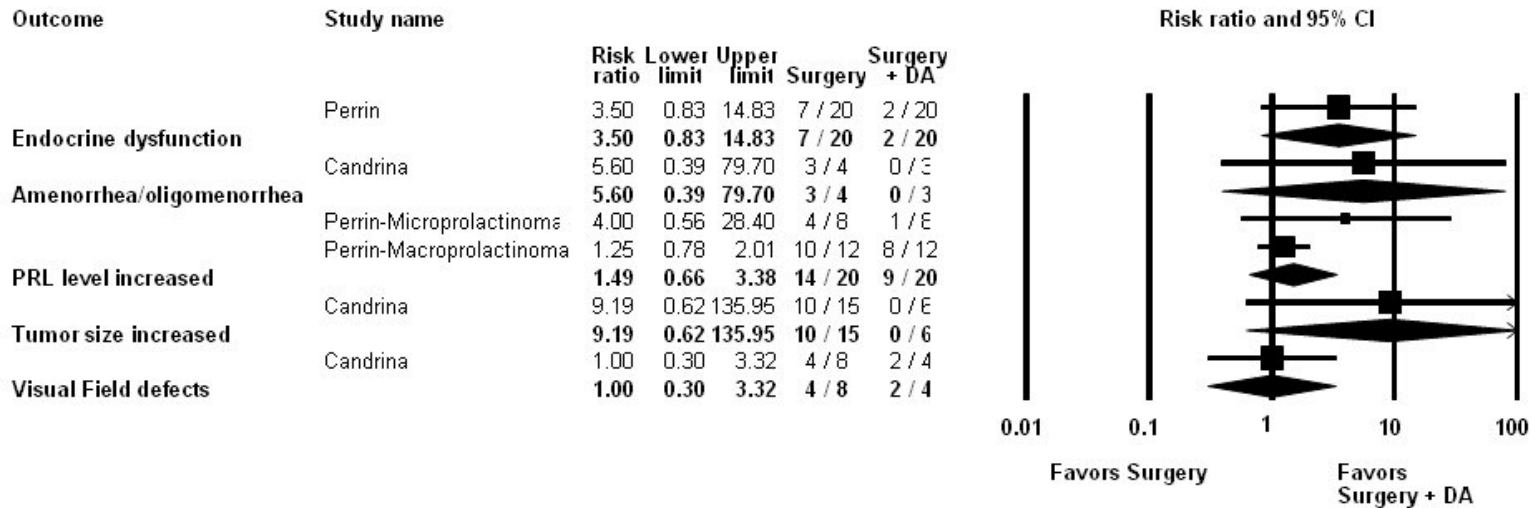 Outcome Study name Risk ratio and 95% CI
Risk Lower Upper Surgery
ratio limit limit Surgery + DA
Perrin 3.50 0.83 14.83 7 / 20 2 / 20
Endocrine dysfunction 3.50 0.83 14.83 7 / 20 2 / 20
Candrina 5.60 0.39 79.70 3 / 4 0 / 3
Amenorrhea/oligomenorrhea 5.60 0.39 79.70 3 / 4 0 / 3
Perrin-Microprolactinoma 4.00 0.56 28.40 4 / 8 1 /
Perrin-Macroprolactinoma 1.25 0.78 2.01 10 / 12 8 / 12
PRL level increased 1.49 0.66 3.38 14 / 20 9 / 20
Candrina 9.19 0.62 135.95 10 / 15 0 /
Tumor size increased 9.19 0.62 135.95 10 / 15 0 / 6
Candrina 1.00 0.30 3.32 4 / 8 2 / 4
Visual Field defects 1.00 0.30 3.32 4 / 8 2 / 4
0.01 0.1 1 10 100
Favors Surgery Favors
Surgery + DA